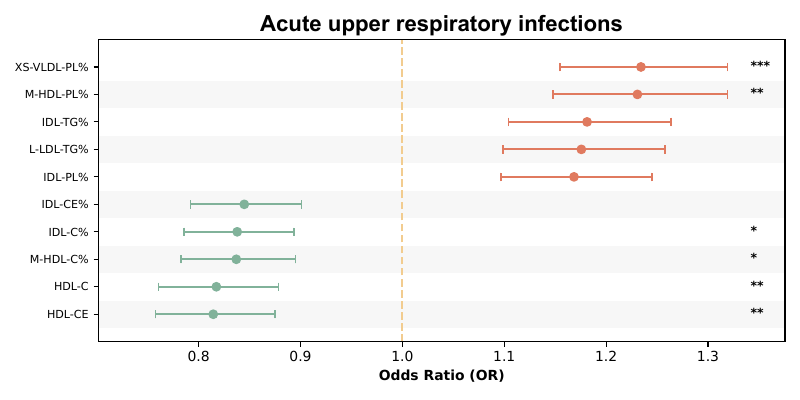 Acute upper respiratory infections
XS-VLDL-PL% ***
M-HDL-PL% **
IDL-TG%
L-LDL-TG%
IDL-PL%
IDL-CE%
IDL-C% *
M-HDL-C% *
HDL-C **
HDL-CE **
0.8 0.9 1.0 1.1 1.2 1.3
Odds Ratio (OR)